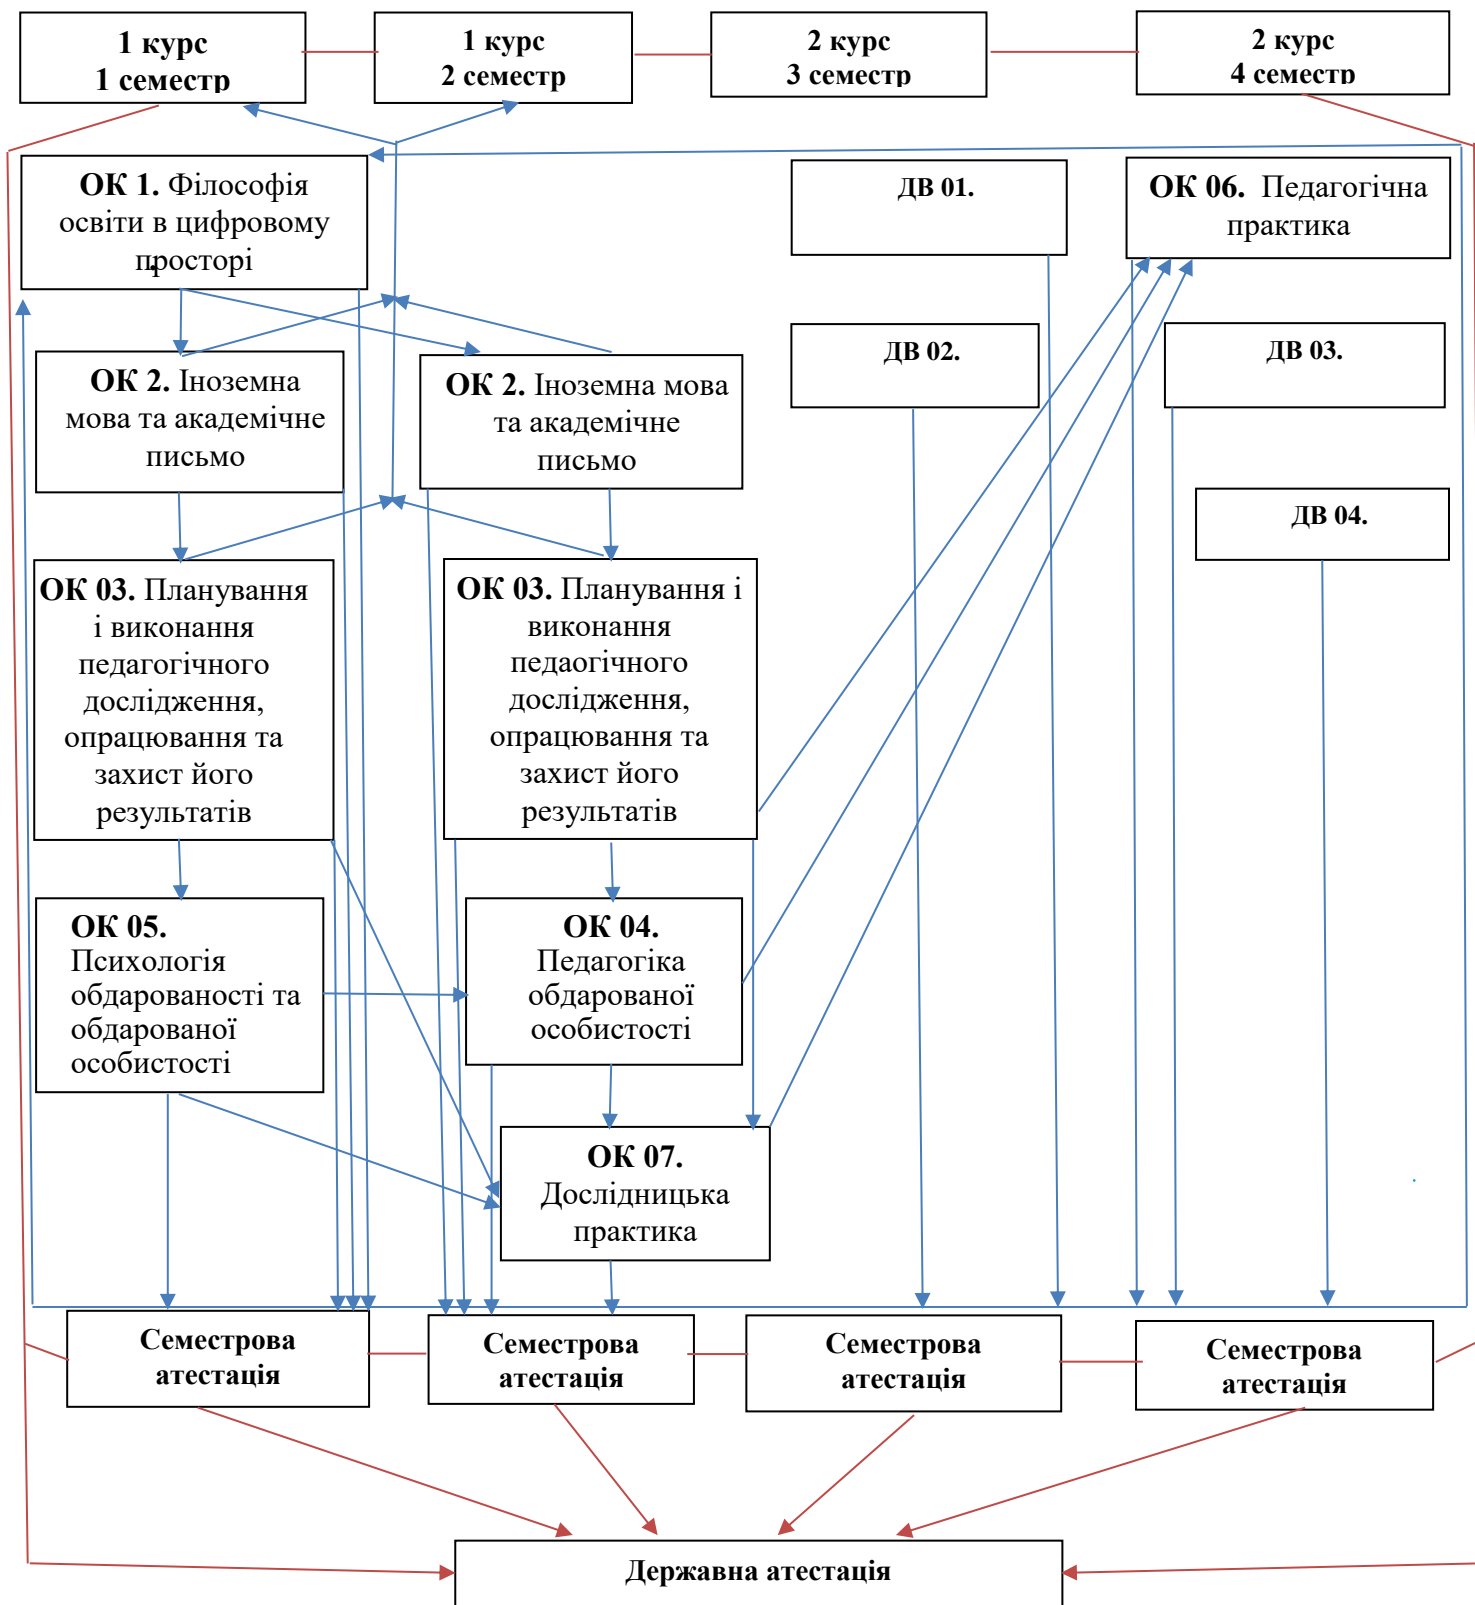 1 курс
1 семестр
1 курс
2 семестр
2 курс
3 семестр
2 курс
4 семестр
ОК 1. Філософія
освіти в цифровому
просторі
ДВ 01.
ОК 06. Педагогічна
практика
ОК 2. Іноземна
мова та академічне
письмо
ОК 2. Іноземна мова
та академічне
письмо
ДВ 02.
ДВ 03.
ДВ 04.
ОК 03. Планування
і виконання
педагогічного
дослідження,
опрацювання та
захист його
результатів
ОК 03. Планування і
виконання
педаогічного
дослідження,
опрацювання та
захист його
результатів
ОК 05.
Психологія
обдарованості та
обдарованої
особистості
ОК 04.
Педагогіка
обдарованої
особистості
ОК 07.
Дослідницька
практика
Семестрова
атестація
Семестрова
атестація
Семестрова
атестація
Семестрова
атестація
Державна атестація